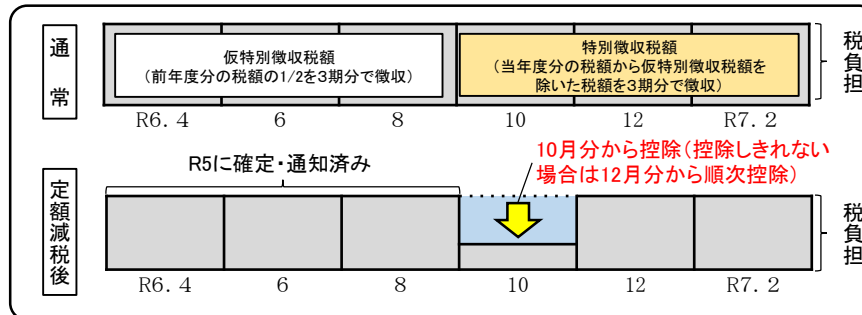 通常
仮特別徴収税額
(前年度分の税額の1/2を3期分で徴収)
特別徴収税額
(当年度分の税額から仮特別徴収税額を
除いた税額を3期分で徴収)
税負担
R6.4 6 8 10 12 R7.2
R5に確定・通知済み
10月分から控除(控除しきれない
場合は12月分から順次控除)
定額減税後
税負担
R6.4 6 8 10 12 R7.2